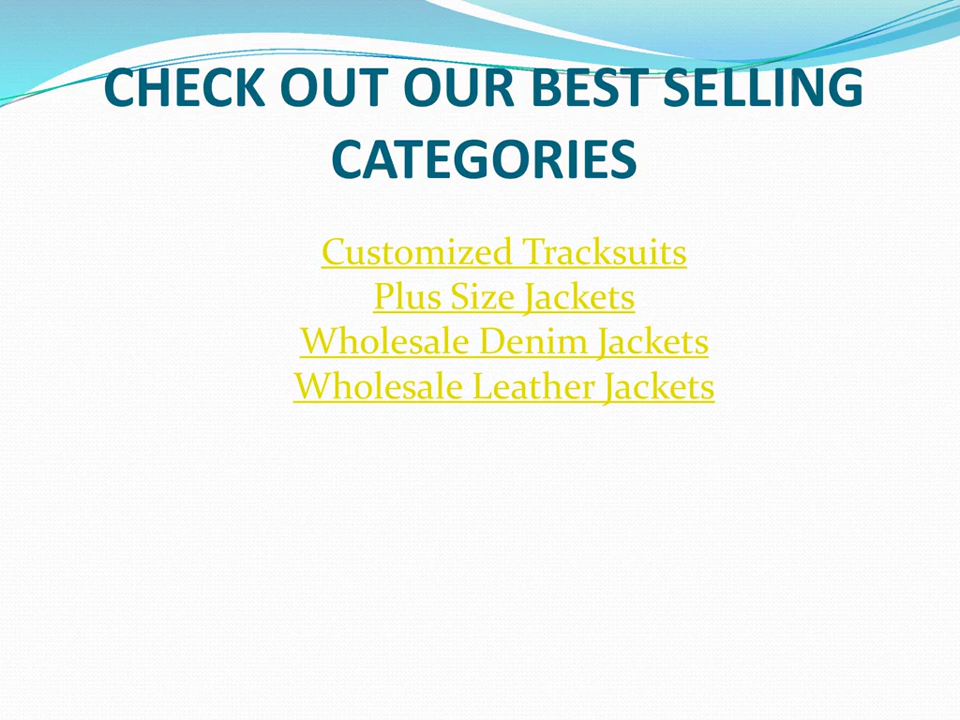 CHECK OUT OUR BEST SELLING
CATEGORIES
Customized Tracksuits
Plus Size Jackets
Wholesale Denim Jackets
Wholesale Leather Jackets